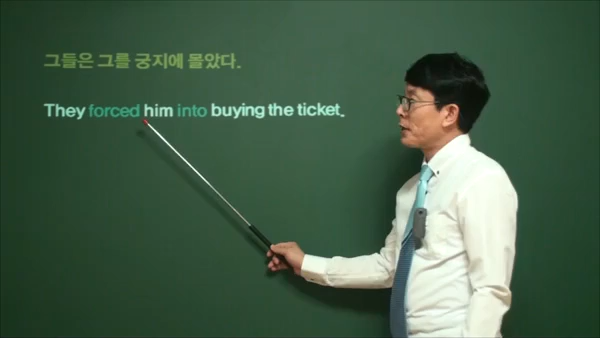 그들은 그를 궁지에 몰았다.
They forced him into buying the ticket.